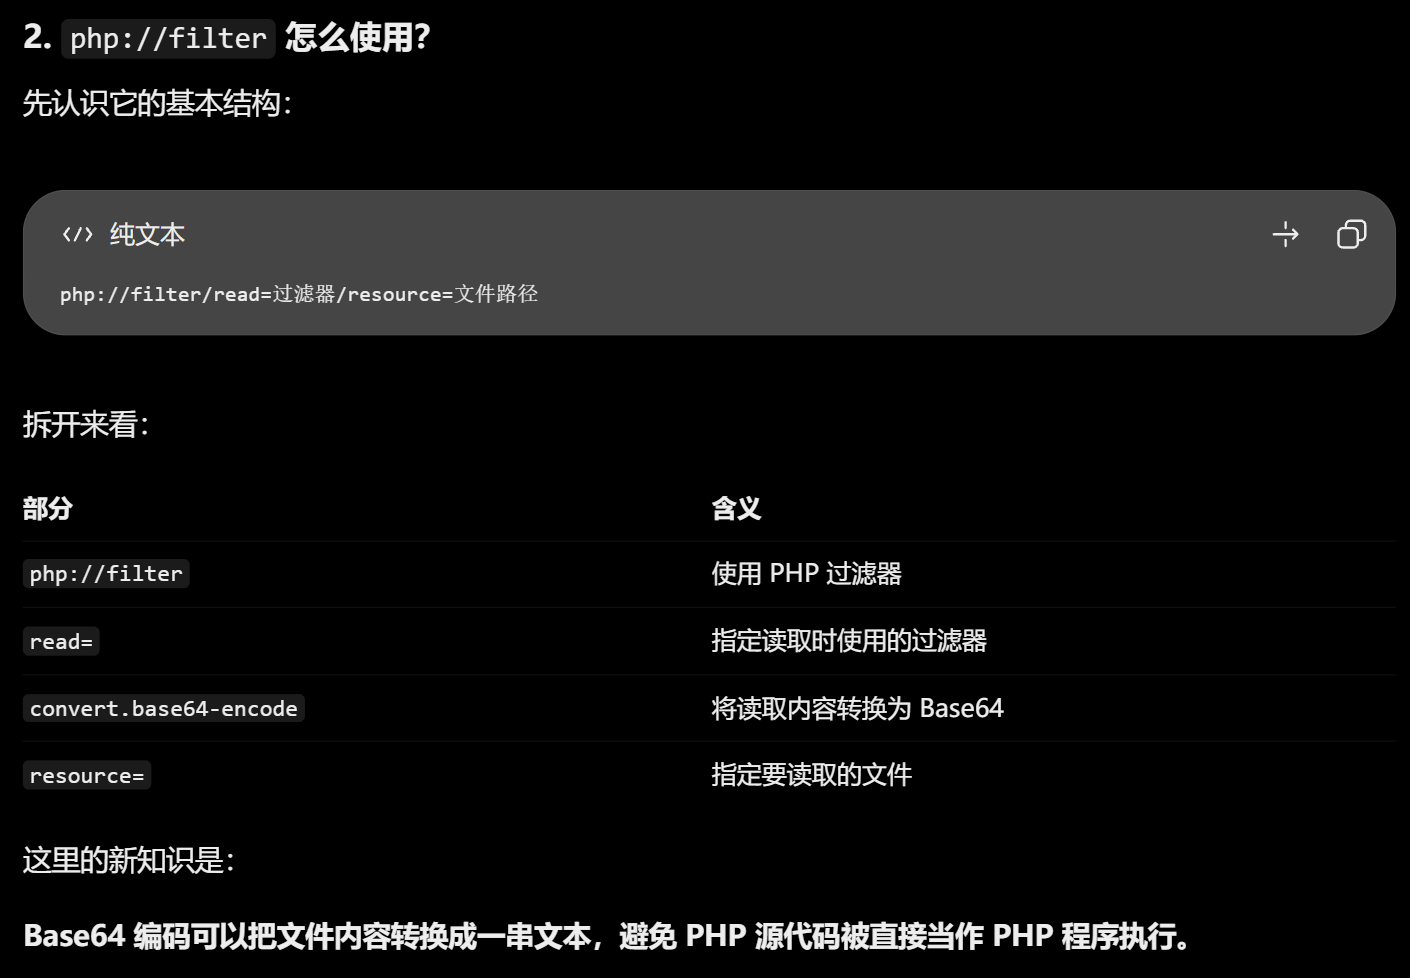 2. php://filter 怎么使用？
先认识它的基本结构：
纯文本
php://filter/read=过滤器/resource=文件路径
拆开来看：
部分 含义
php://filter 使用 PHP 过滤器
read= 指定读取时使用的过滤器
convert.base64-encode 将读取内容转换为 Base64
resource= 指定要读取的文件
这里的新知识是：
Base64 编码可以把文件内容转换成一串文本，避免 PHP 源代码被直接当作 PHP 程序执行。